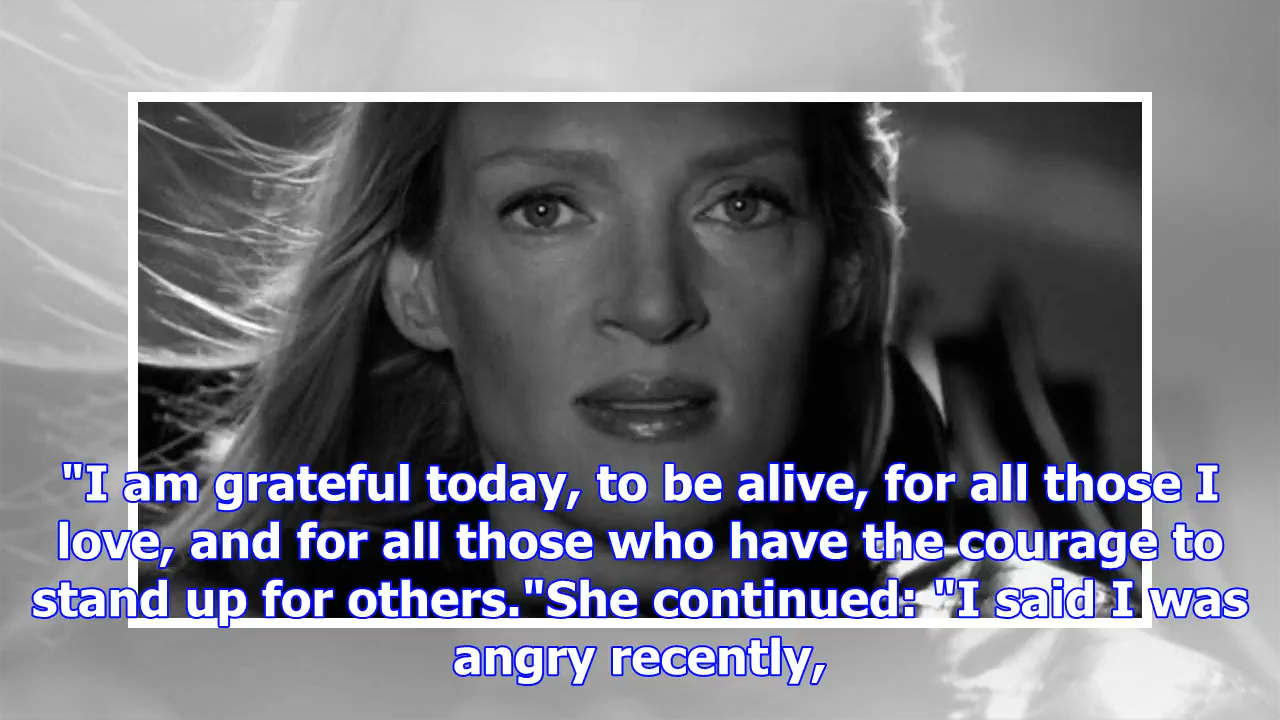 "I am grateful today, to be alive, for all those I
love, and for all those who have the courage to
stand up for others."She continued: "I said I was
angry recently,